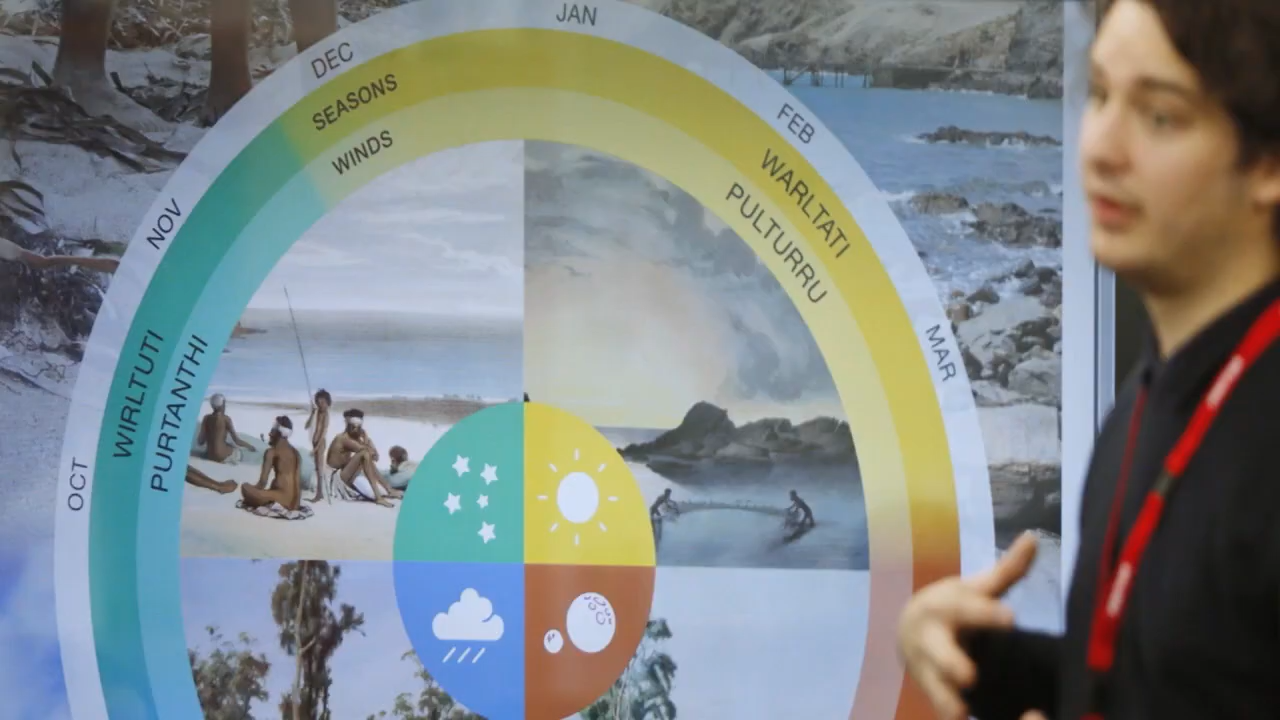 JAN
DEC
SEASONS
WINDS
FEB
WARLTATI
PULTURRU
NOV
MAR
WIRLTUTI
PURTANTHI
OCT